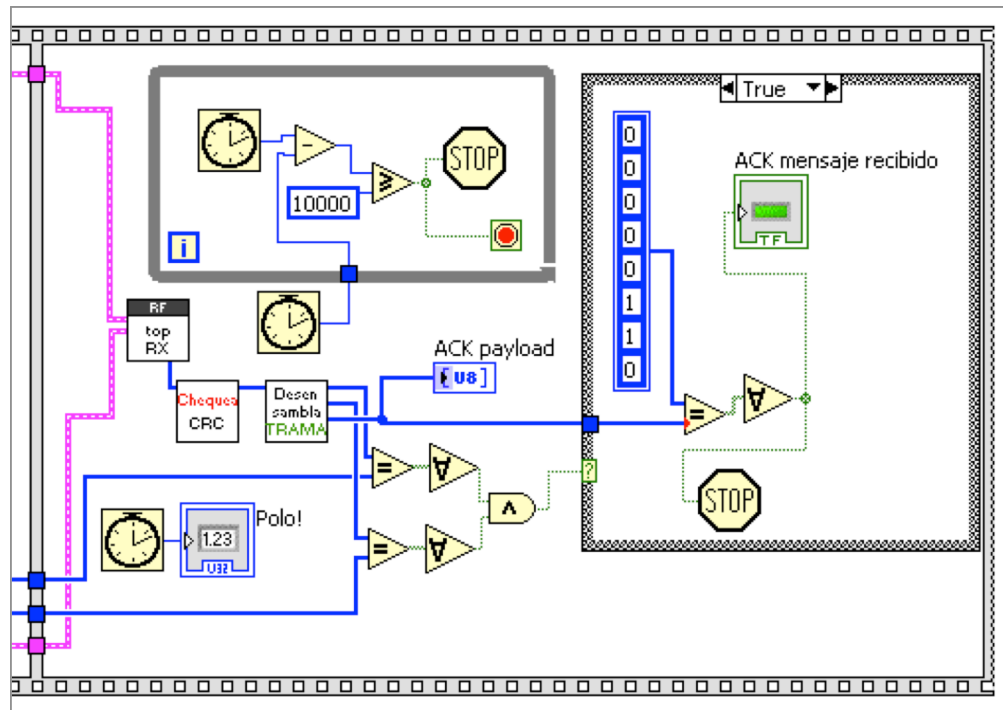 True
0
0
0
0
0
1
1
0
ACK mensaje recibido
TF
STOP
10000
i
RF
top
RX
ACK payload
[U8]
Chequea
CRC
Desen
sambla
TRAMA
Polo!
1.23
U32
=
=
=
STOP
?